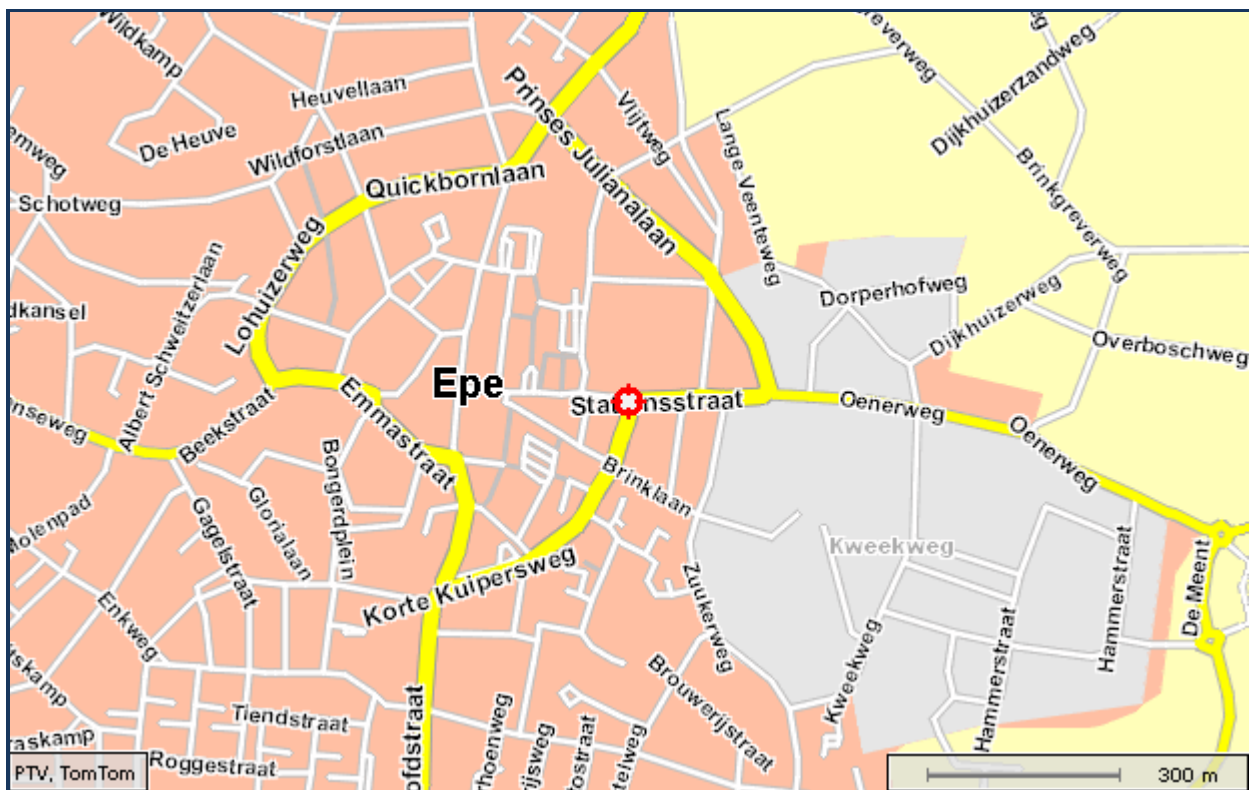 Wildkamp
Prinses Julianalaan
Vlijtweg
Dijkhuizerzandweg
Heuvellaan
De Heuve
Wildforstlaan
Lange Veenteweg
Brinkgreverweg
Quickbornlaan
Schotweg
Lohuizerweg
Albert Schweitzerlaan
Dorperhofweg
Dijkhuizerweg
Overboschweg
Epe
Emmastraat
Beekstraat
Oenerweg
Oenerweg
Brinklaan
Bongerdplein
Glorialaan
Gagelstraat
Molenpad
Kweekweg
Korte Kuipersweg
Zuukerweg
Hammerstraat
De Meent
Enkweg
Kweekweg
Hammerstraat
Brouwerijstraat
Tiendstraat
Roggestraat
PTV, TomTom
300 m